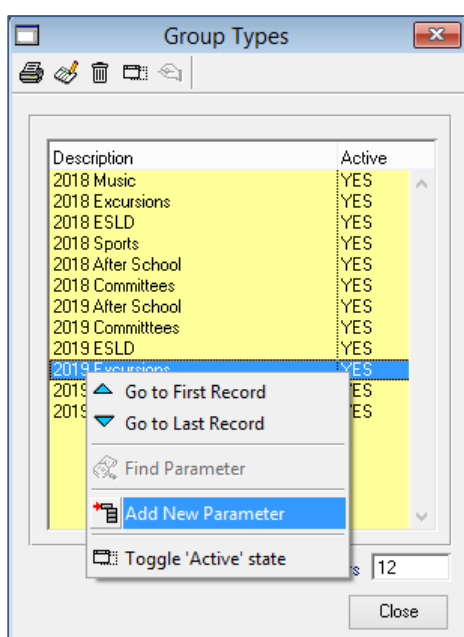 Group Types
Description Active
2018 Music YES
2018 Excursions YES
2018 ESLD YES
2018 Sports YES
2018 After School YES
2018 Committees YES
2019 After School YES
2019 Committtees YES
2019 ESLD YES
2019 Excursions YES
Go to First Record
Go to Last Record
Find Parameter
Add New Parameter
Toggle 'Active' state
12
Close